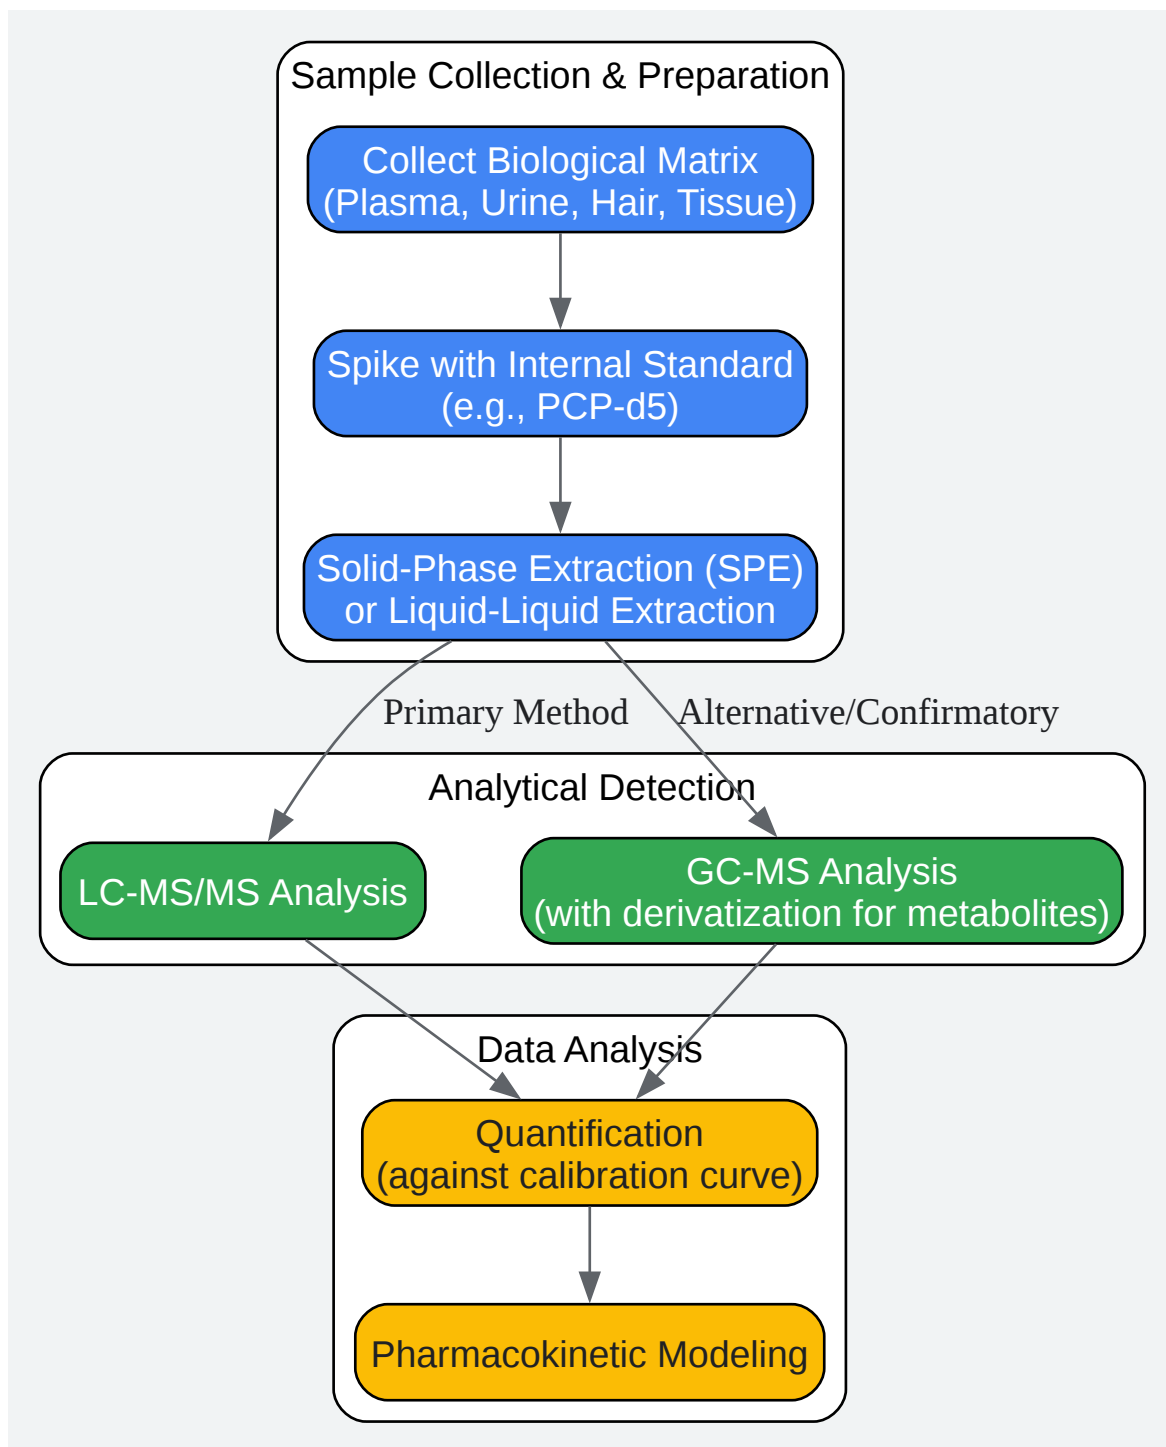 Sample Collection & Preparation
Collect Biological Matrix
(Plasma, Urine, Hair, Tissue)
Spike with Internal Standard
(e.g., PCP-d5)
Solid-Phase Extraction (SPE)
or Liquid-Liquid Extraction
Primary Method
Alternative/Confirmatory
Analytical Detection
LC-MS/MS Analysis
GC-MS Analysis
(with derivatization for metabolites)
Data Analysis
Quantification
(against calibration curve)
Pharmacokinetic Modeling